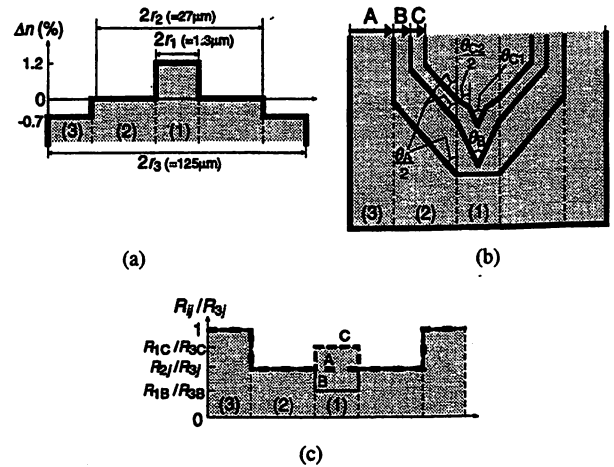 Δn (%)
2r₂ (=27μm)
2r₁ (=1.3μm)
1.2
0
-0.7
(3) (2) (1)
2r₃ (=125μm)
(a)
A B C
θC2
2
θC1
θB
θA
2
(3) (2) (1)
(b)
Rij/R3j
1
R1C/R3C
R2j/R3j
R1B/R3B
0
C
A
B
(3) (2) (1)
(c)